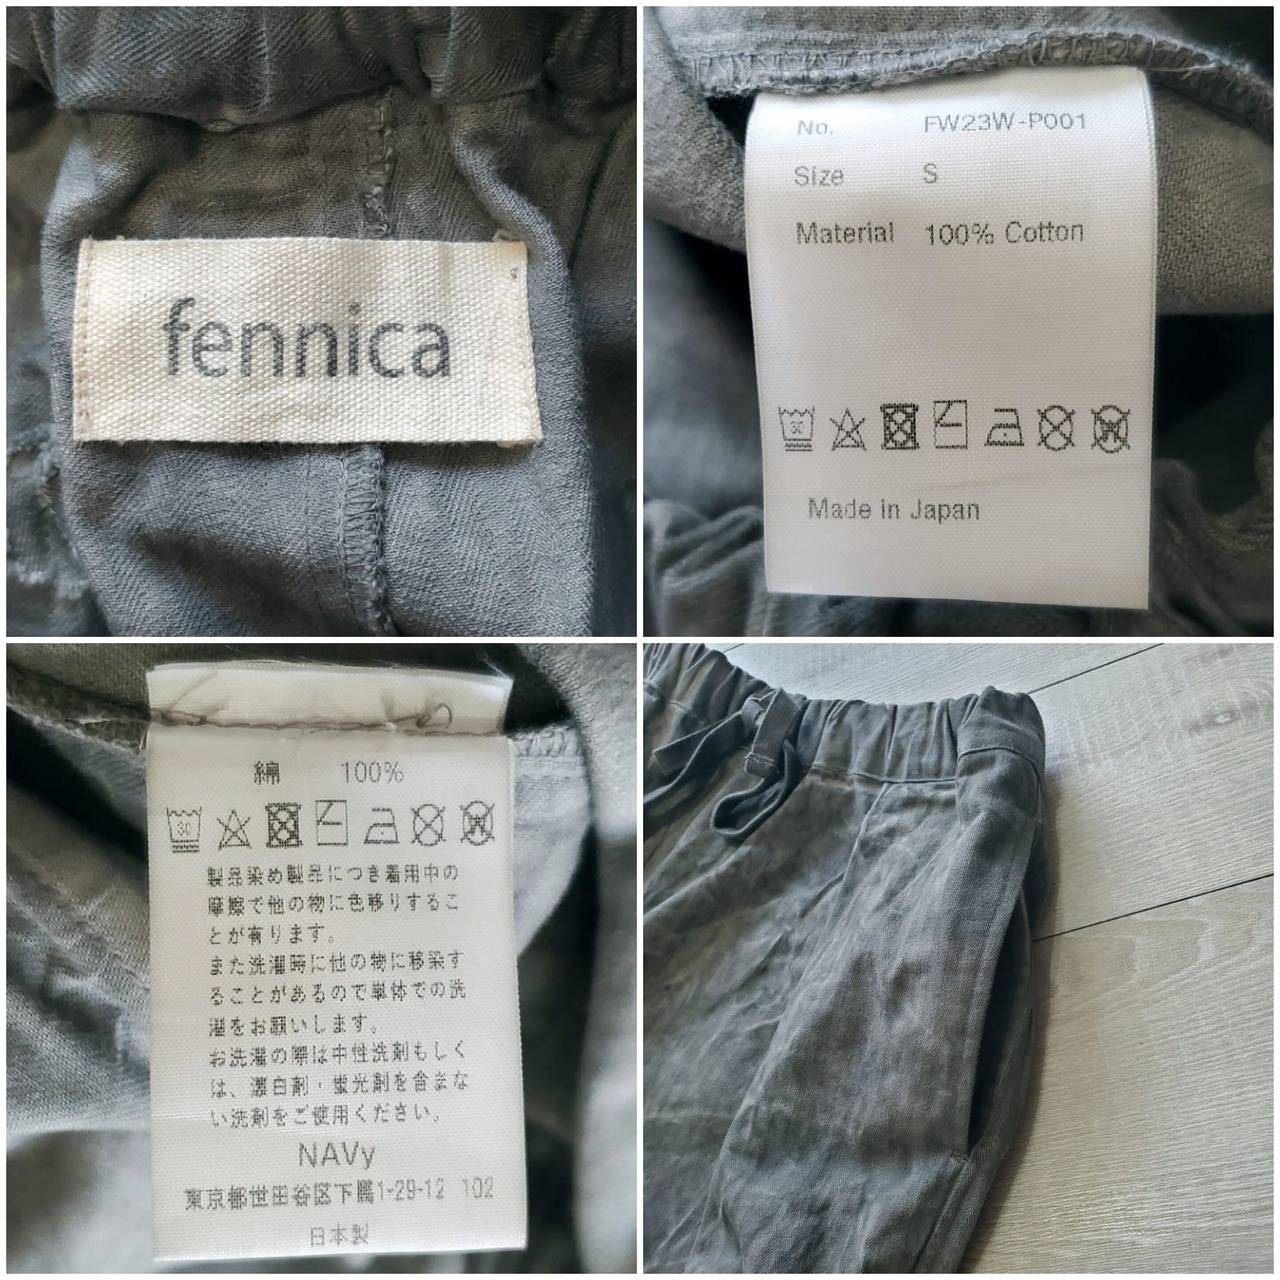 fennica
No. FW23W-P001
Size S
Material 100% Cotton
30
Made in Japan
綿 100%
30
製品染め製品につき着用中の
摩擦で他の物に色移りするこ
とが有ります。
また洗濯時に他の物に移染す
ることがあるので単体での洗
濯をお願いします。
お洗濯の際は中性洗剤もしく
は、漂白剤・蛍光剤を含まな
い洗剤をご使用ください。
NAVy
東京都世田谷区下馬1-29-12 102
日本製